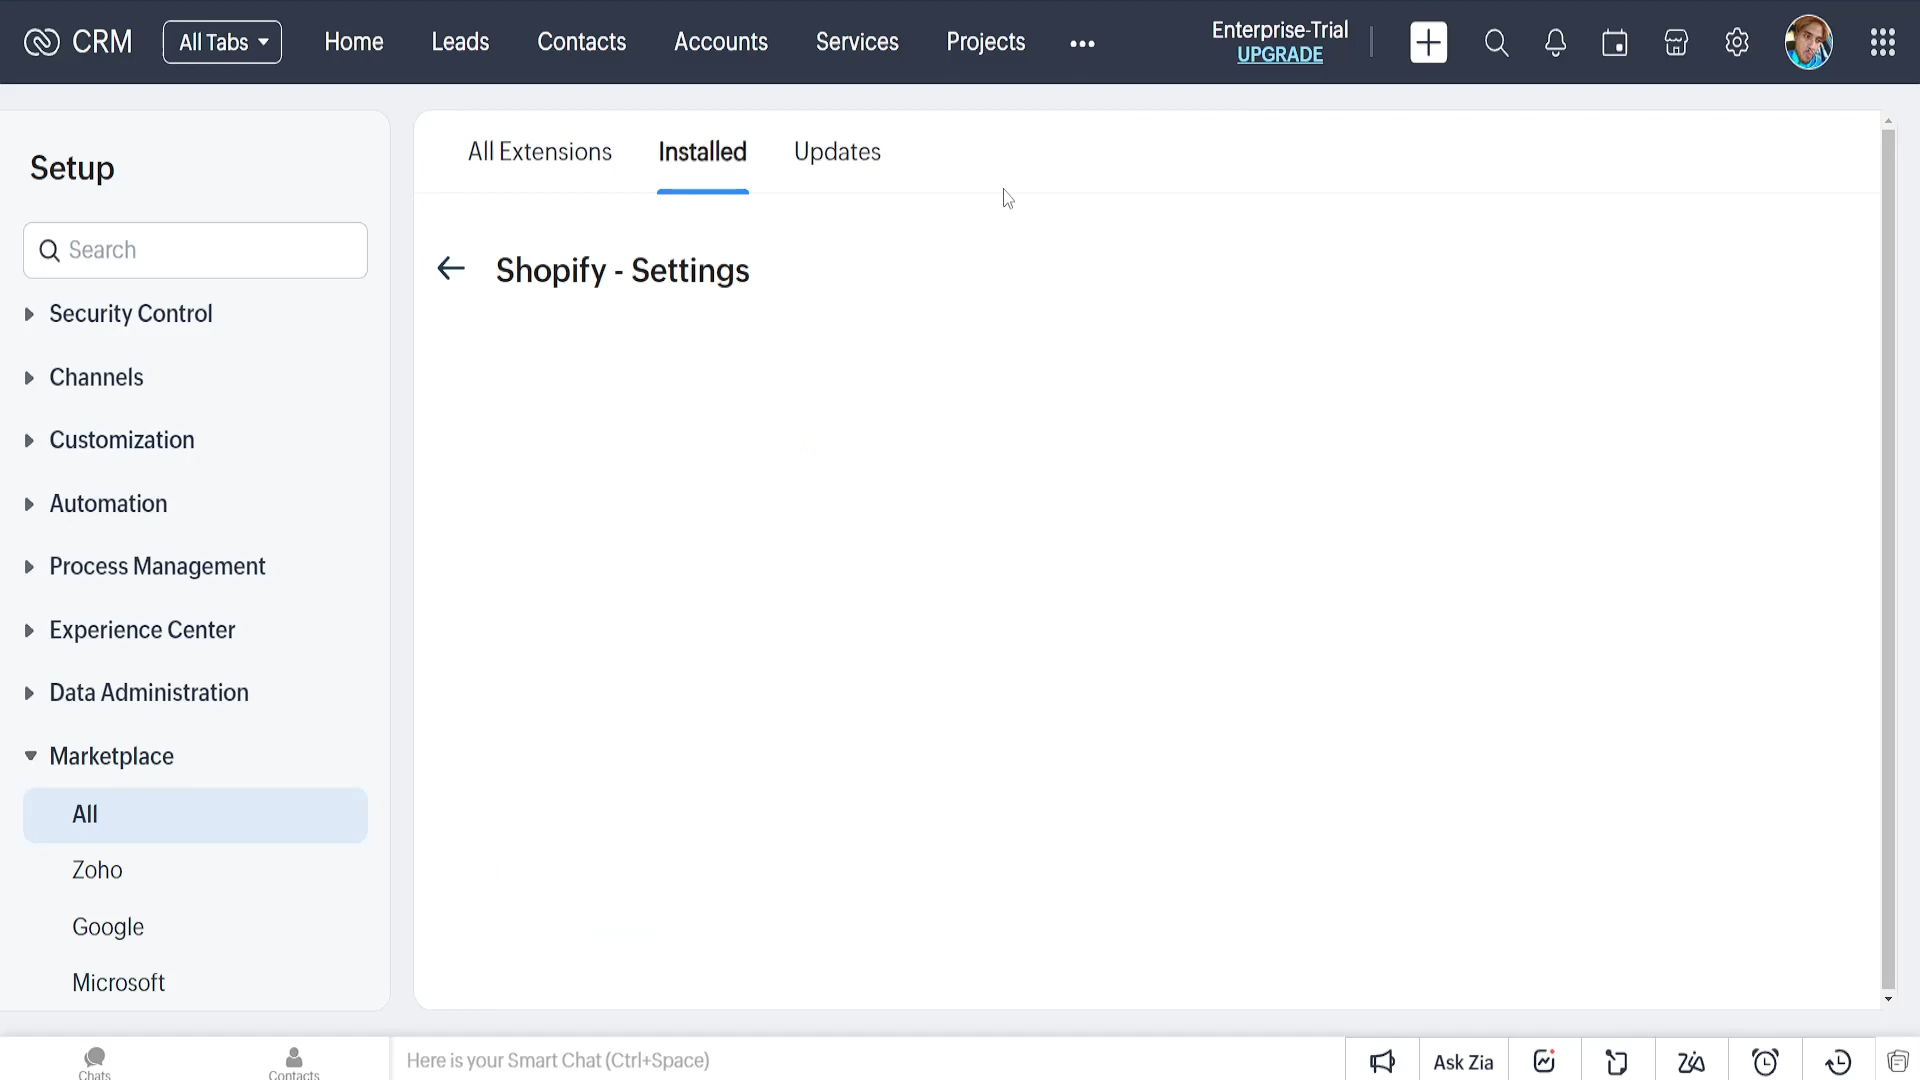 CRM
All Tabs
Home
Leads
Contacts
Accounts
Services
Projects
Enterprise-Trial
UPGRADE
Setup
Search
Security Control
Channels
Customization
Automation
Process Management
Experience Center
Data Administration
Marketplace
All
Zoho
Google
Microsoft
All Extensions
Installed
Updates
Shopify - Settings
Chats
Contacts
Here is your Smart Chat (Ctrl+Space)
Ask Zia